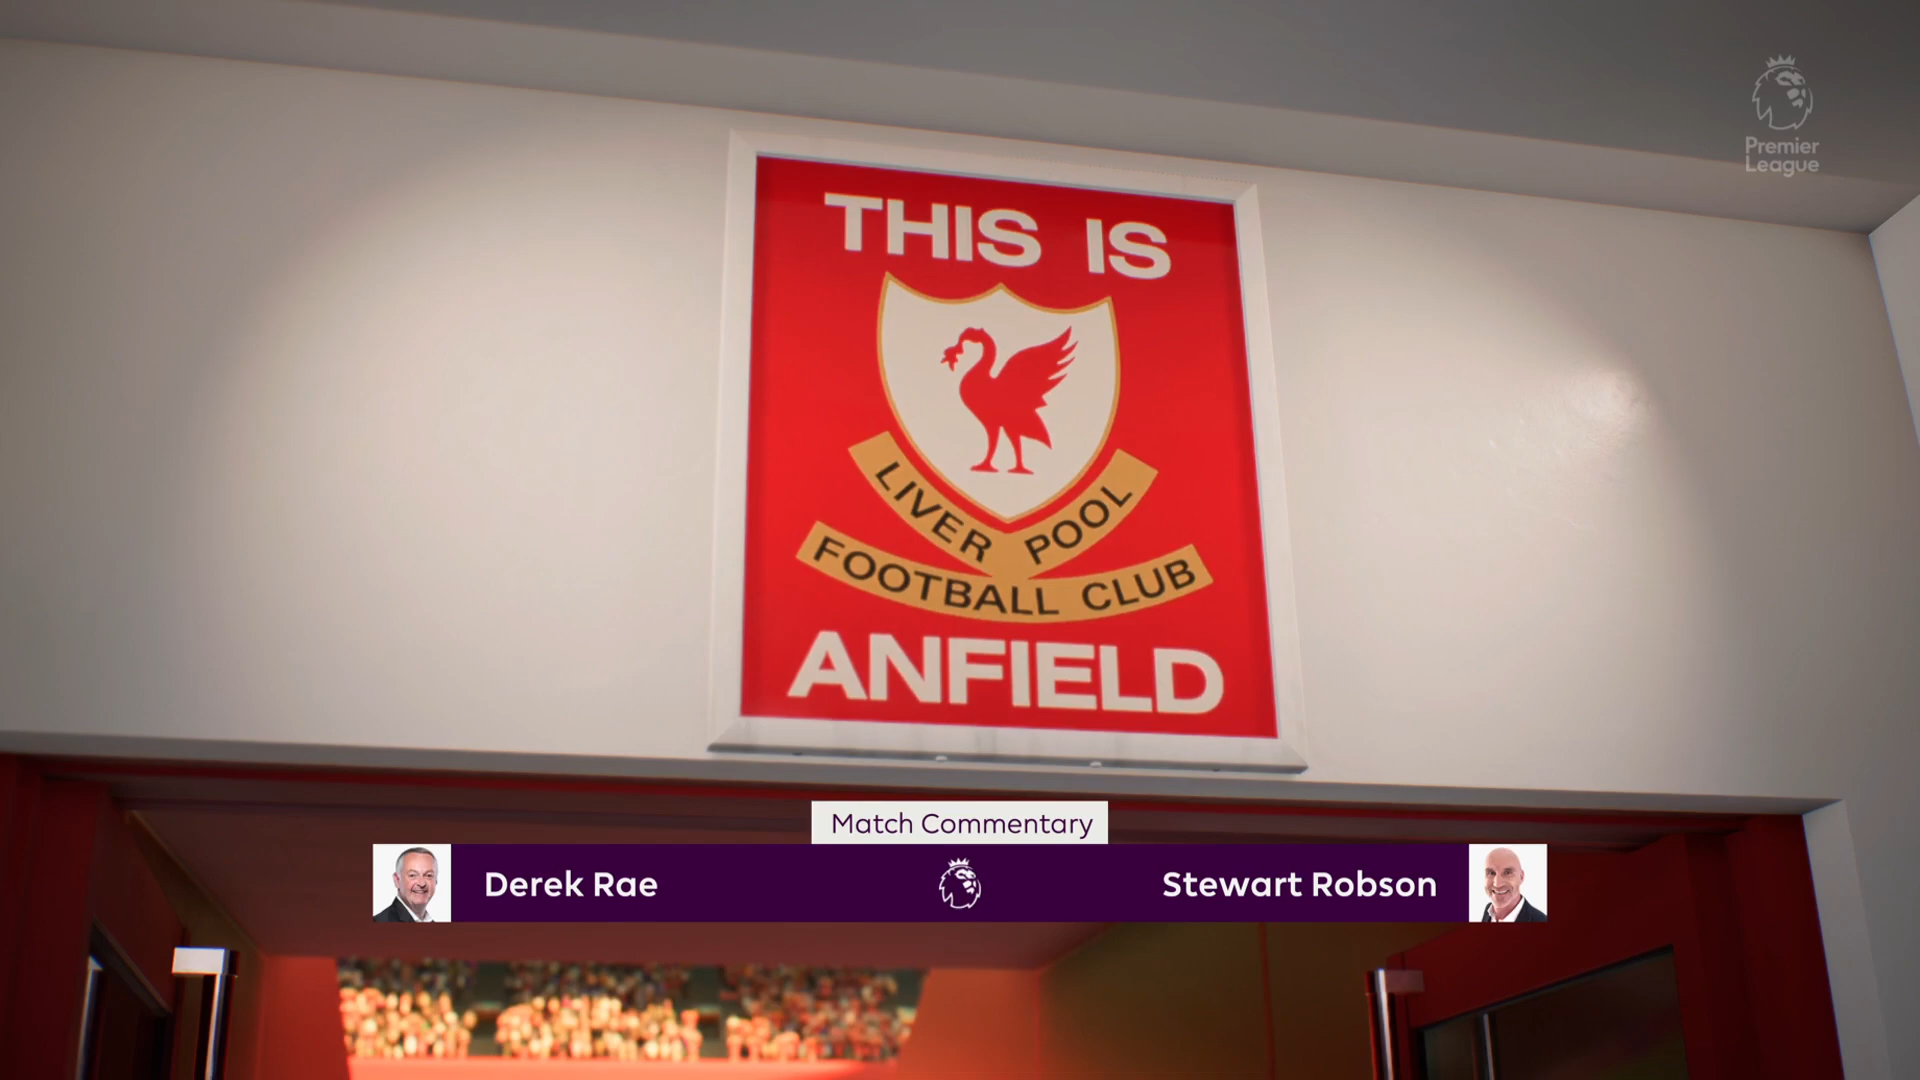 Premier
League
THIS IS
LIVER POOL
FOOTBALL CLUB
ANFIELD
Match Commentary
Derek Rae
Stewart Robson